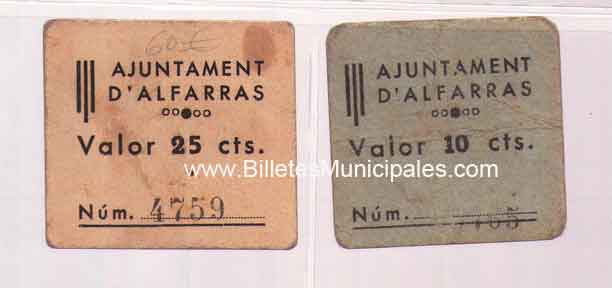 60€
AJUNTAMENT
D'ALFARRAS
Valor 25 cts.
Núm. 4759
AJUNTAMENT
D'ALFARRAS
Valor 10 cts.
Núm.
www.BilletesMunicipales.com